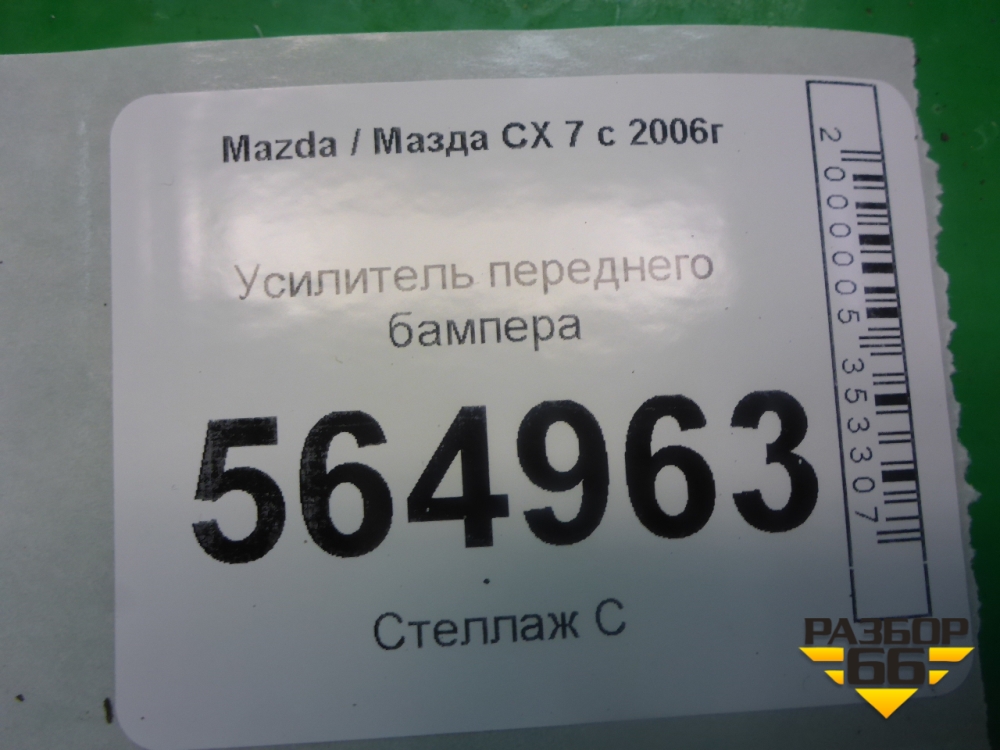 Mazda / Мазда CX 7 с 2006г
Усилитель переднего
бампера
564963
Стеллаж С
2000005353307
РАЗБОР
66